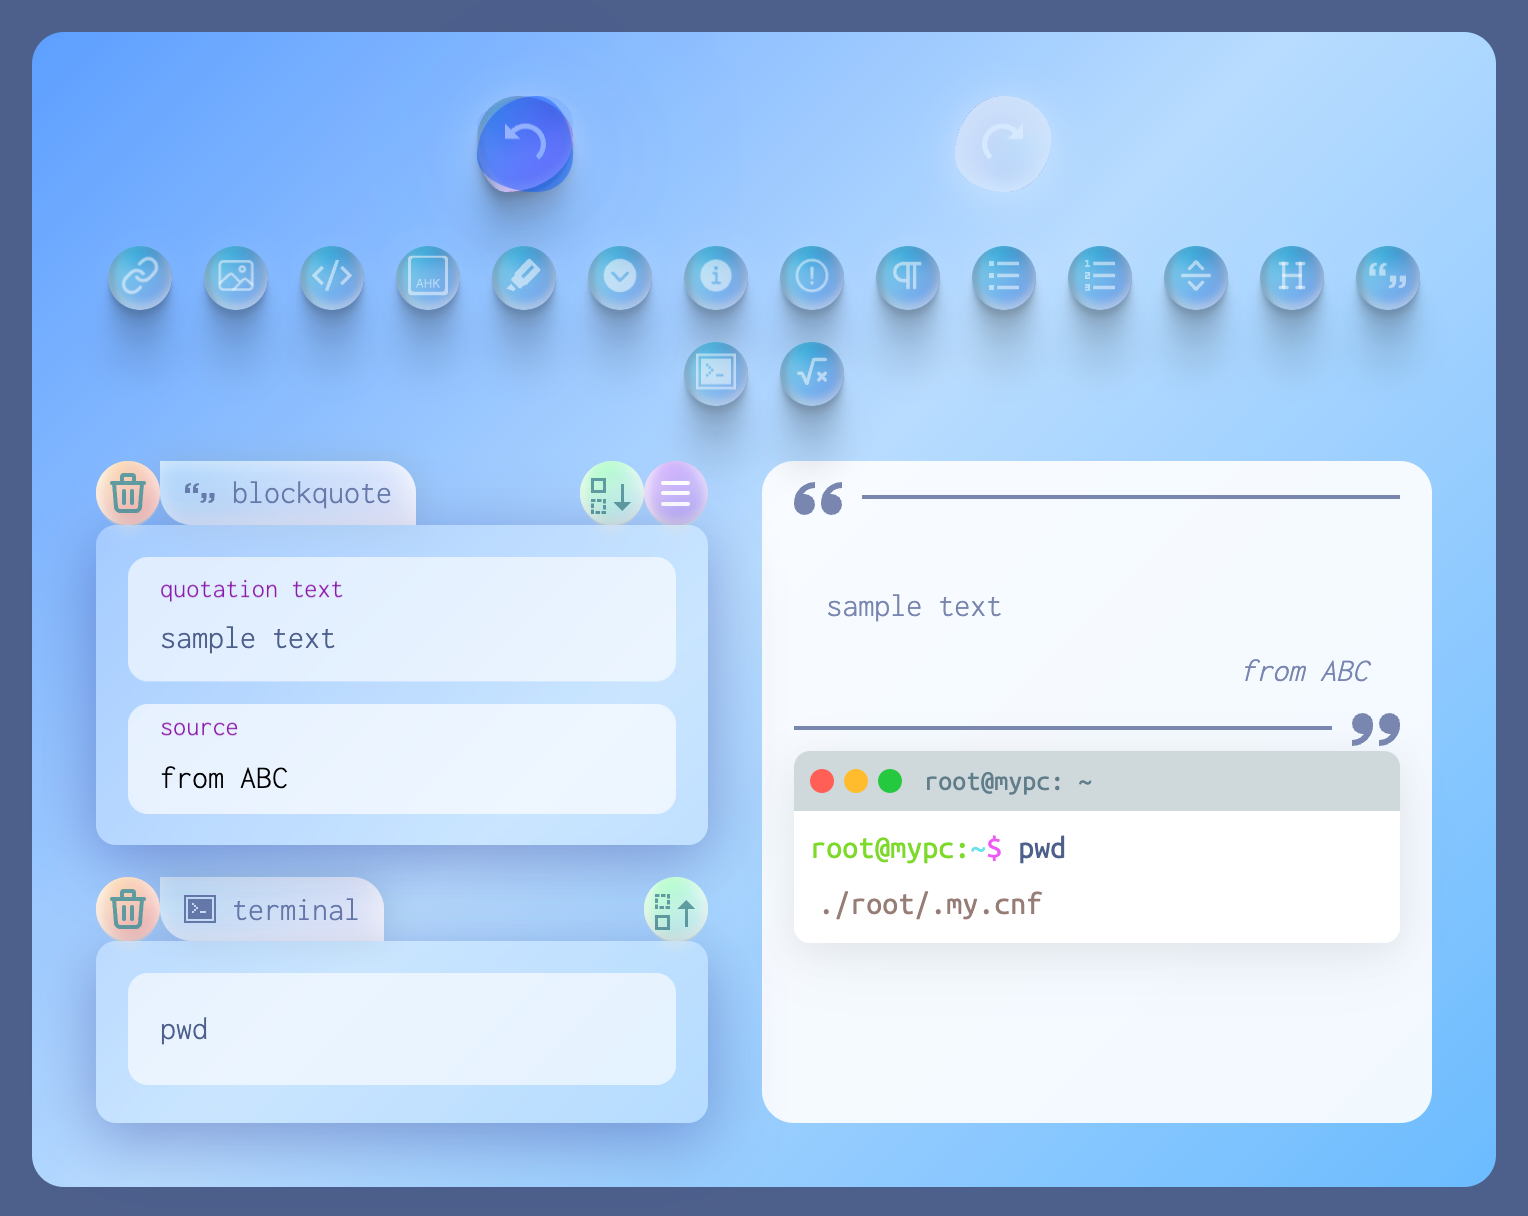 AHK
blockquote
quotation text
sample text
source
from ABC
terminal
pwd
sample text
from ABC
root@mypc: ~
root@mypc:~$ pwd
./root/.my.cnf